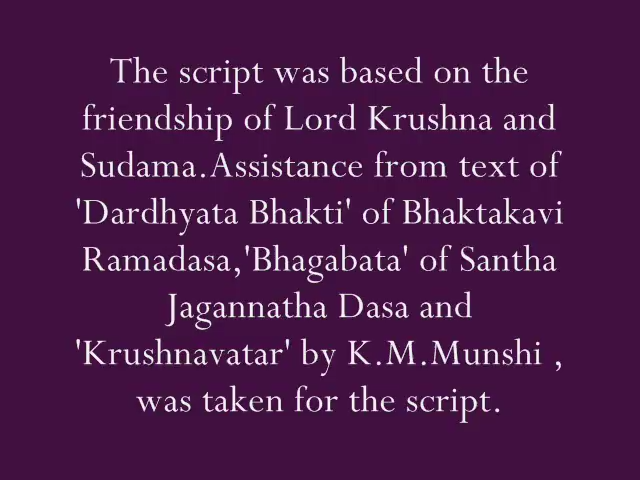 The script was based on the
friendship of Lord Krushna and
Sudama.Assistance from text of
'Dardhyata Bhakti' of Bhaktakavi
Ramadasa,'Bhagabata' of Santha
Jagannatha Dasa and
'Krushnavatar' by K.M.Munshi ,
was taken for the script.